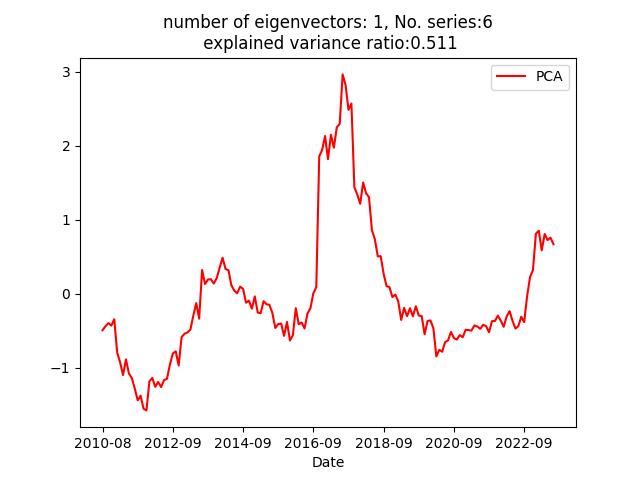 number of eigenvectors: 1, No. series:6
explained variance ratio:0.511
PCA
3
2
1
0
−1
2010-08 2012-09 2014-09 2016-09 2018-09 2020-09 2022-09
Date